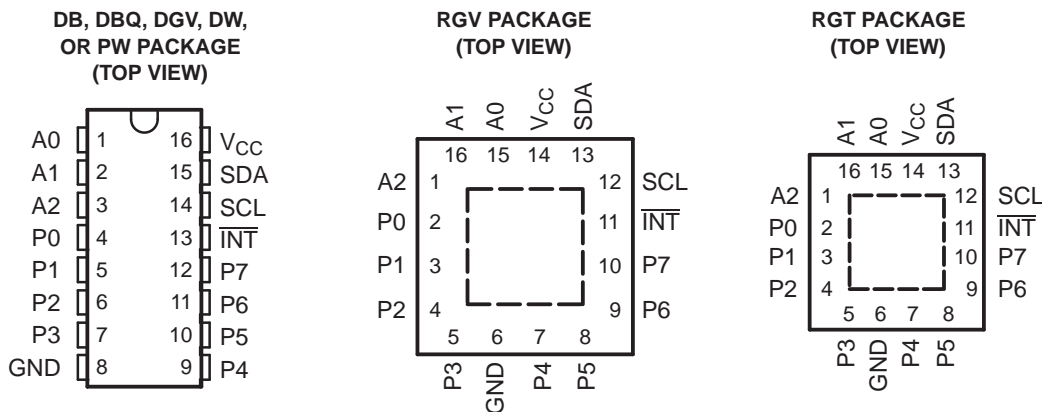 DB, DBQ, DGV, DW,
OR PW PACKAGE
(TOP VIEW)
A0 1 16 VCC
A1 2 15 SDA
A2 3 14 SCL
P0 4 13 INT
P1 5 12 P7
P2 6 11 P6
P3 7 10 P5
GND 8 9 P4
RGV PACKAGE
(TOP VIEW)
A1 A0 VCC SDA
16 15 14 13
A2 1 12 SCL
P0 2 11 INT
P1 3 10 P7
P2 4 9 P6
5 6 7 8
P3 GND P4 P5
RGT PACKAGE
(TOP VIEW)
A1 A0 VCC SDA
16 15 14 13
A2 1 12 SCL
P0 2 11 INT
P1 3 10 P7
P2 4 9 P6
5 6 7 8
P3 GND P4 P5